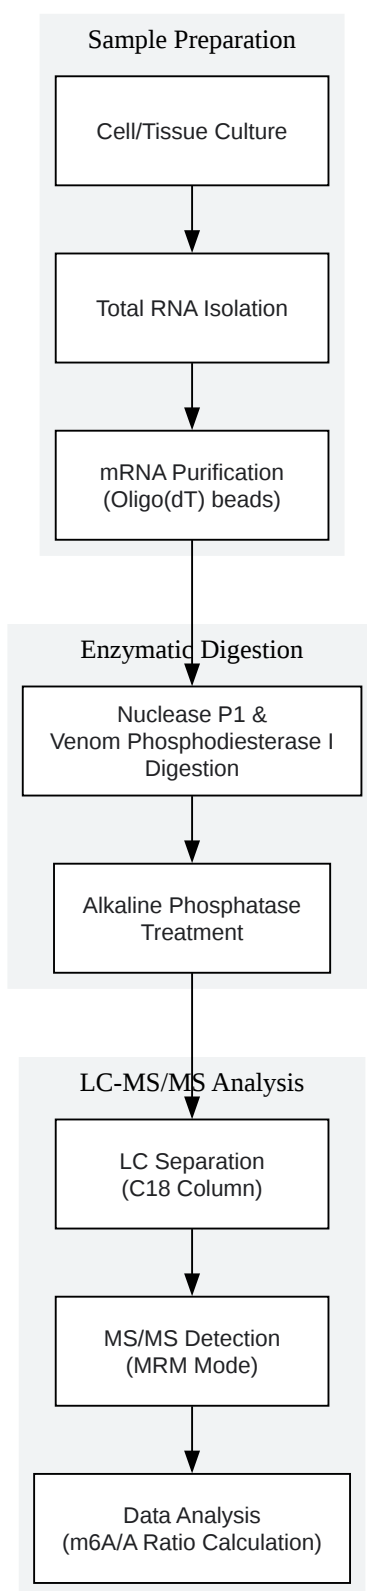 Sample Preparation
Cell/Tissue Culture
Total RNA Isolation
mRNA Purification
(Oligo(dT) beads)
Enzymatic Digestion
Nuclease P1 &
Venom Phosphodiesterase I
Digestion
Alkaline Phosphatase
Treatment
LC-MS/MS Analysis
LC Separation
(C18 Column)
MS/MS Detection
(MRM Mode)
Data Analysis
(m6A/A Ratio Calculation)